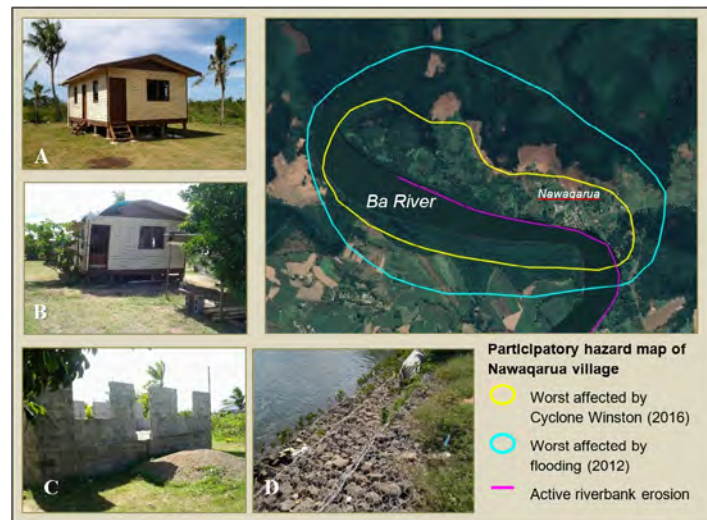 A
Nawaqarua
Ba River
B
C
D
Participatory hazard map of
Nawaqarua village
Worst affected by
Cyclone Winston (2016)
Worst affected by
flooding (2012)
Active riverbank erosion